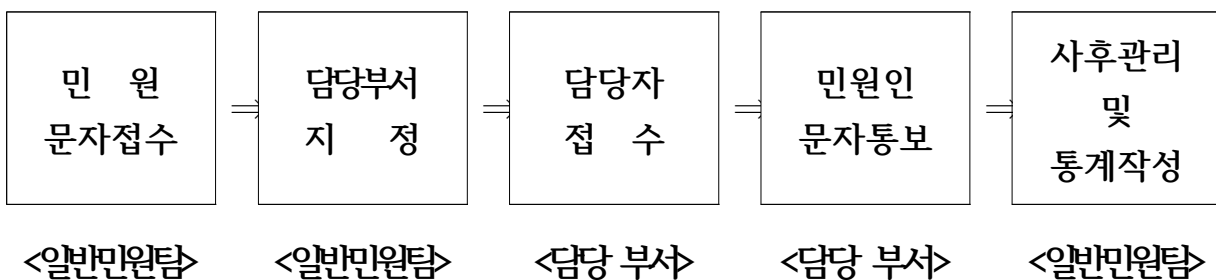 민 원
문자접수
⇒
담당부서
지 정
⇒
담당자
접 수
⇒
민원인
문자통보
⇒
사후관리
및
통계작성
<일반민원팀>
<일반민원팀>
<담당 부서>
<담당 부서>
<일반민원팀>